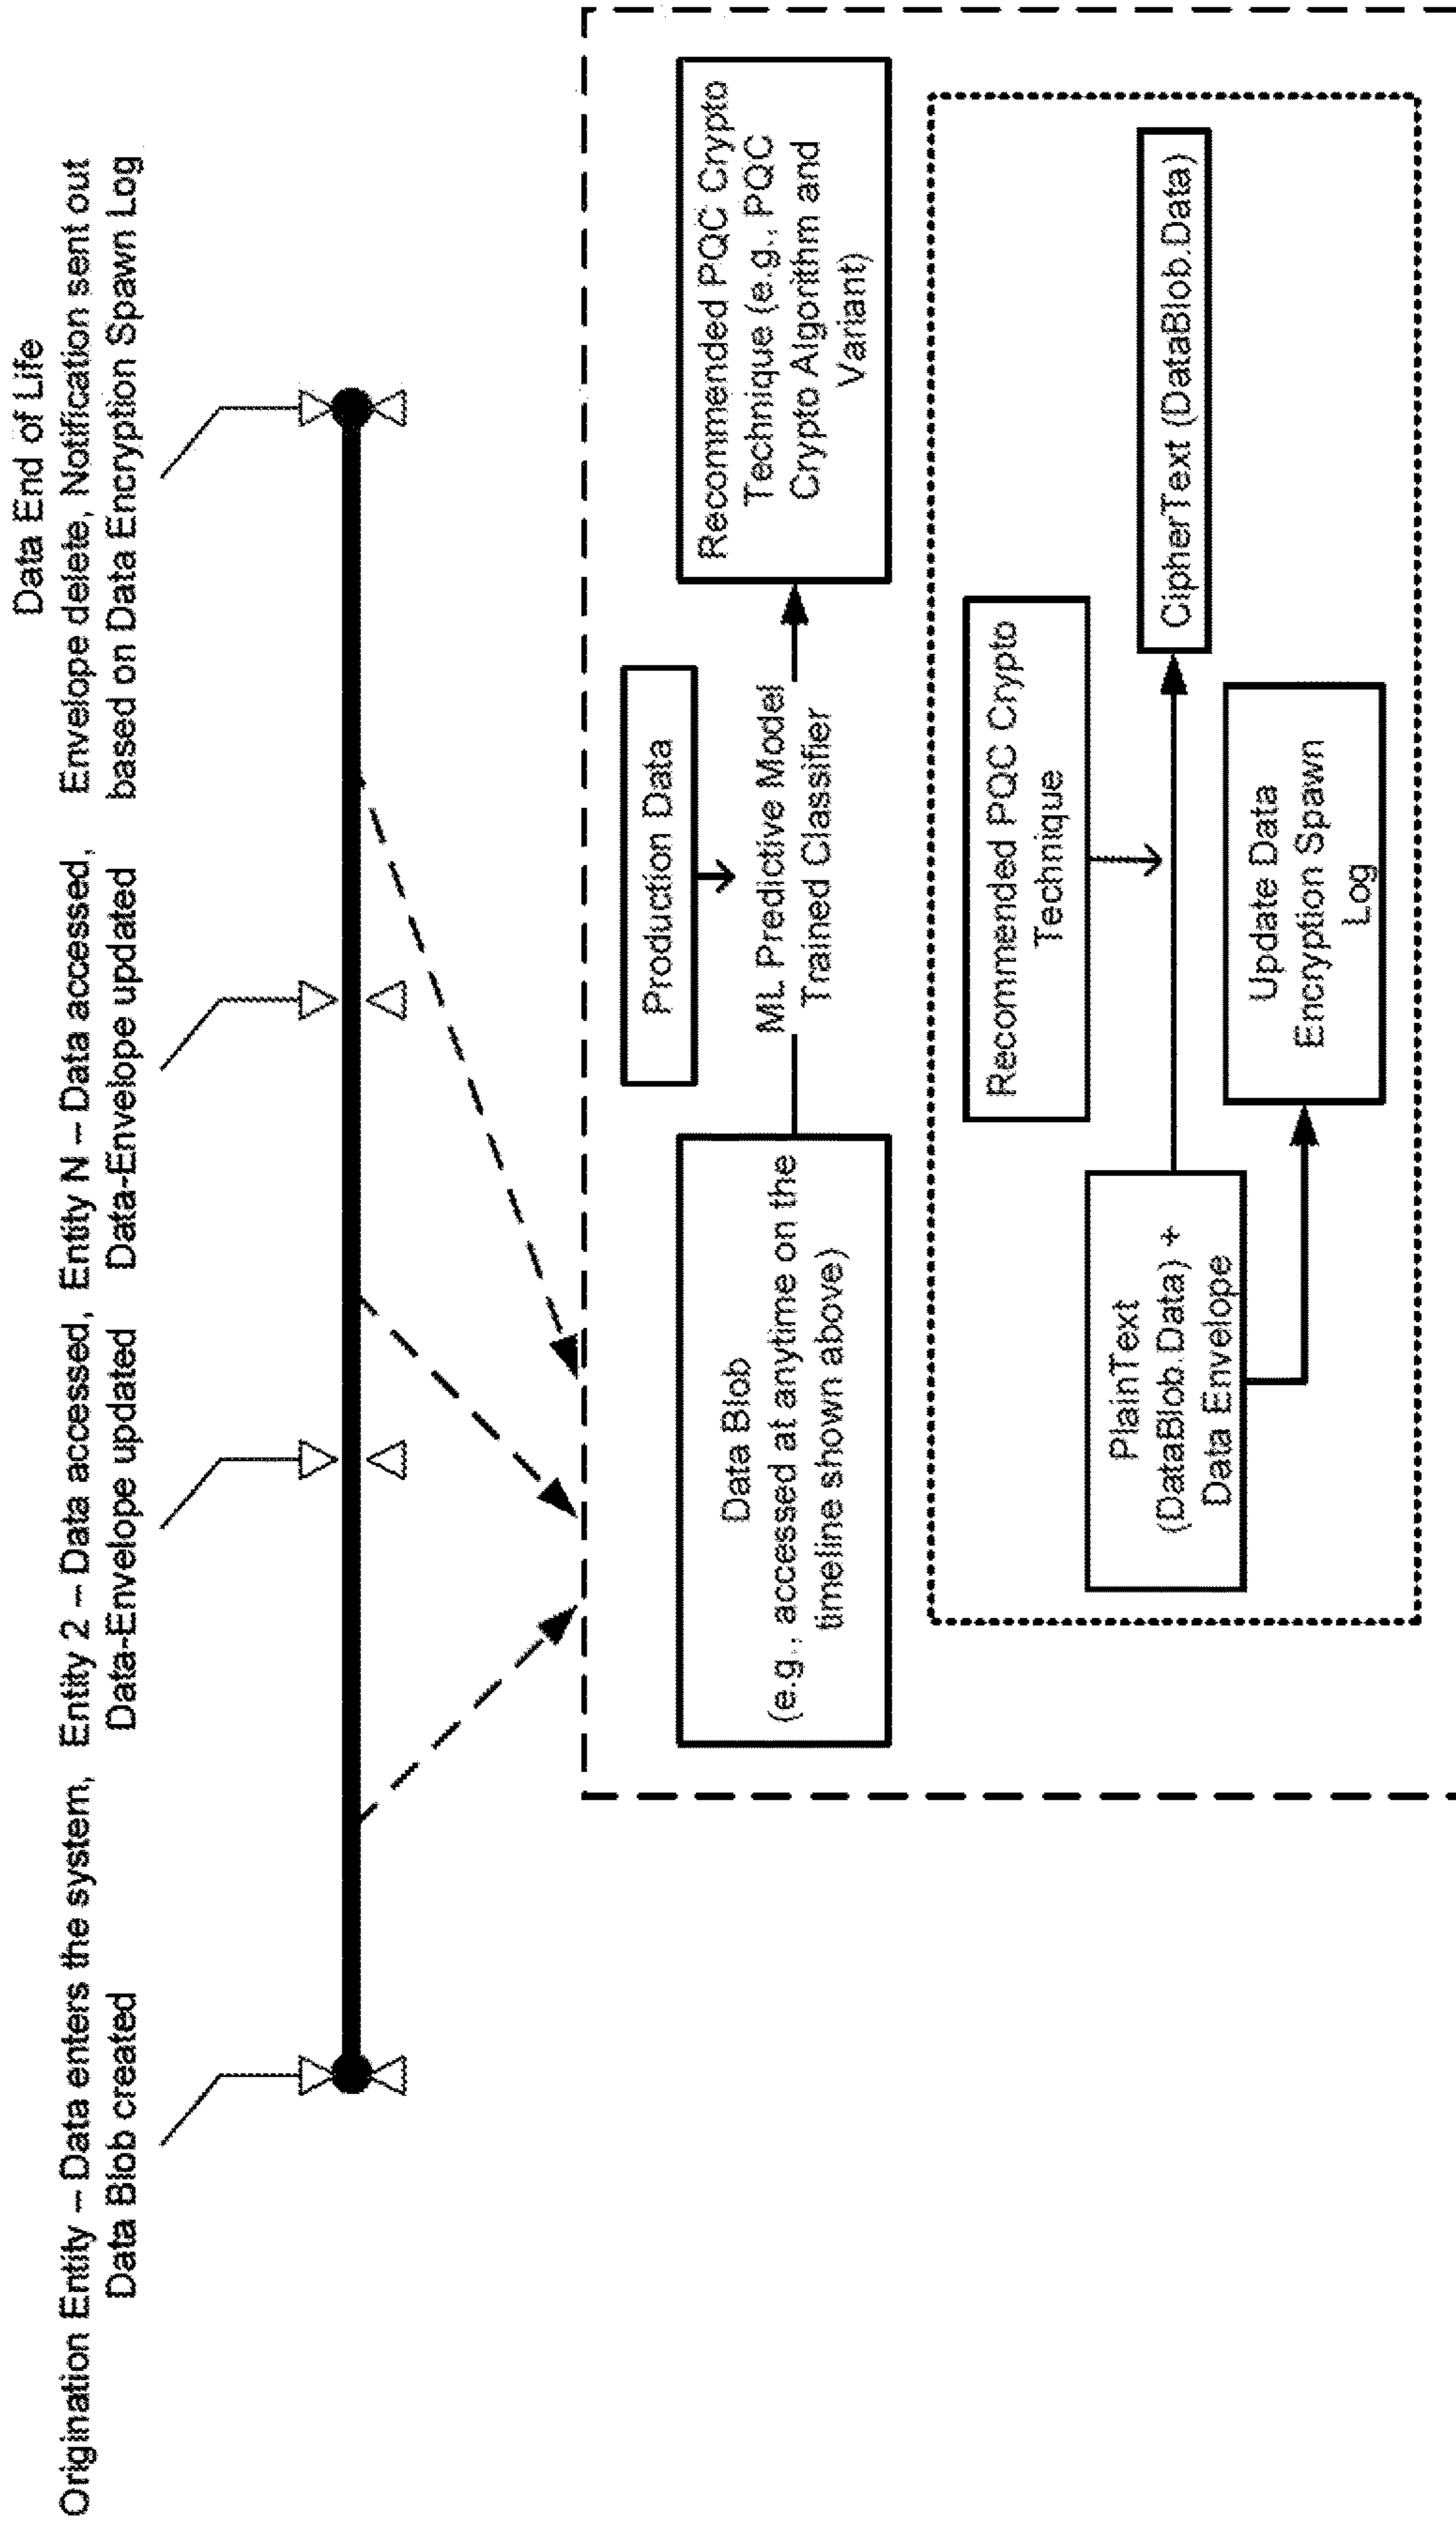 Data End of Life
Origination Entity – Data enters the system,
Data Blob created
Entity 2 – Data accessed,
Data-Envelope updated
Entity N – Data accessed,
Data-Envelope updated
Envelope delete, Notification sent out
based on Data Encryption Spawn Log
Production Data
Data Blob
(e.g., accessed at anytime on the
timeline shown above)
ML Predictive Model
Trained Classifier
Recommended PQC Crypto
Technique (e.g., PQC
Crypto Algorithm and
Variant)
Recommended PQC Crypto
Technique
PlainText
(DataBlob.Data) +
Data Envelope
CipherText (DataBlob.Data)
Update Data
Encryption Spawn
Log